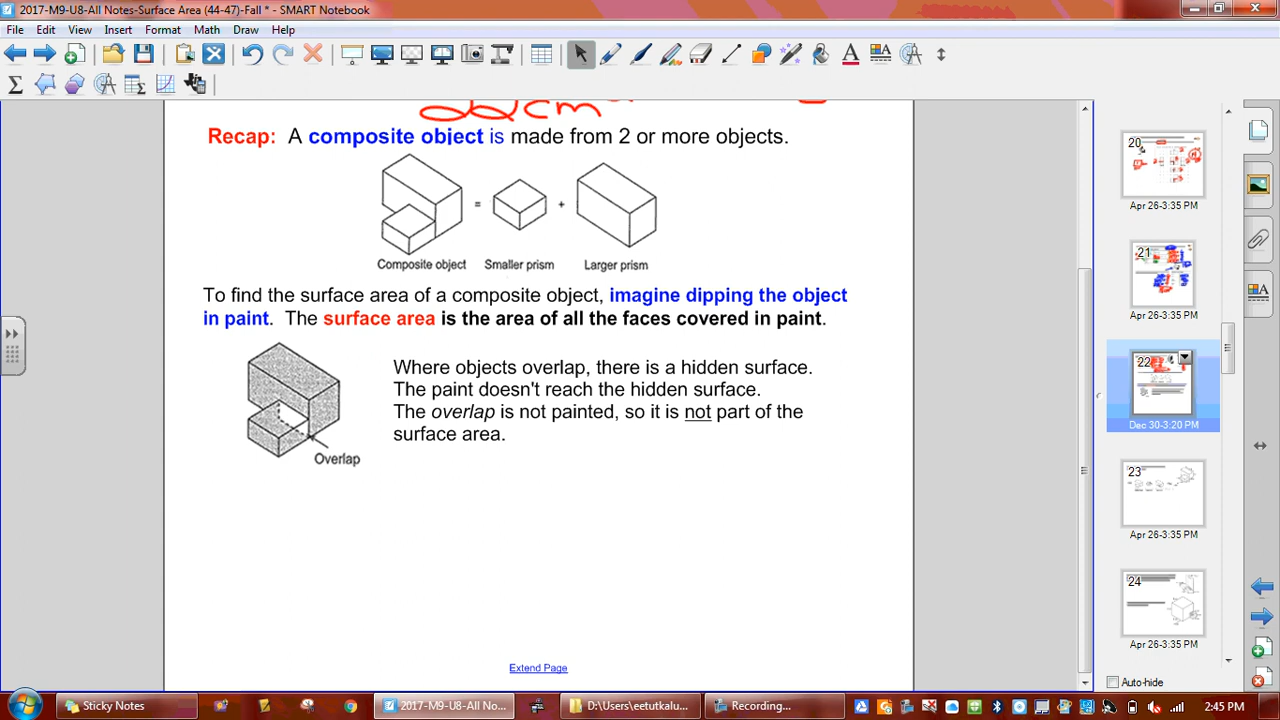 2017-M9-U8-All Notes-Surface Area (44-47)-Fall * - SMART Notebook
File Edit View Insert Format Math Draw Help
22cm
Recap: A composite object is made from 2 or more objects.
= +
Composite object Smaller prism Larger prism
To find the surface area of a composite object, imagine dipping the object
in paint. The surface area is the area of all the faces covered in paint.
Where objects overlap, there is a hidden surface.
The paint doesn't reach the hidden surface.
The overlap is not painted, so it is not part of the
surface area.
Overlap
Extend Page
20
Apr 26-3:35 PM
21
Apr 26-3:35 PM
22
Dec 30-3:20 PM
23
Apr 26-3:35 PM
24
Apr 26-3:35 PM
Auto-hide
Sticky Notes
2017-M9-U8-All No...
D:\Users\eetutkalu...
Recording...
2:45 PM